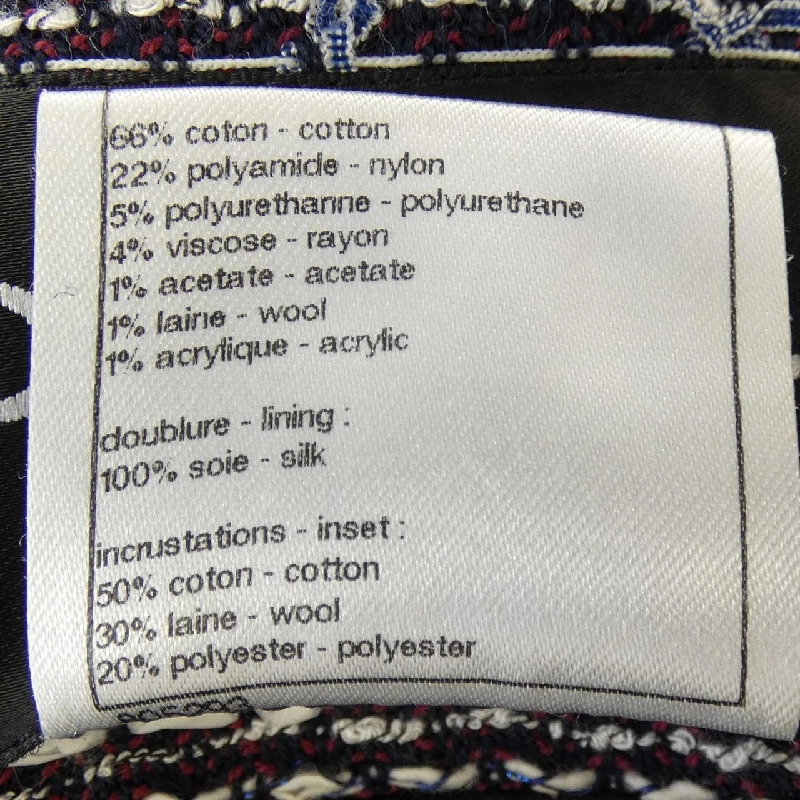 66% coton - cotton
22% polyamide - nylon
5% polyurethanne - polyurethane
4% viscose - rayon
1% acetate - acetate
1% laine - wool
1% acrylique - acrylic
doublure - lining :
100% soie - silk
incrustations - inset :
50% coton - cotton
30% laine - wool
20% polyester - polyester